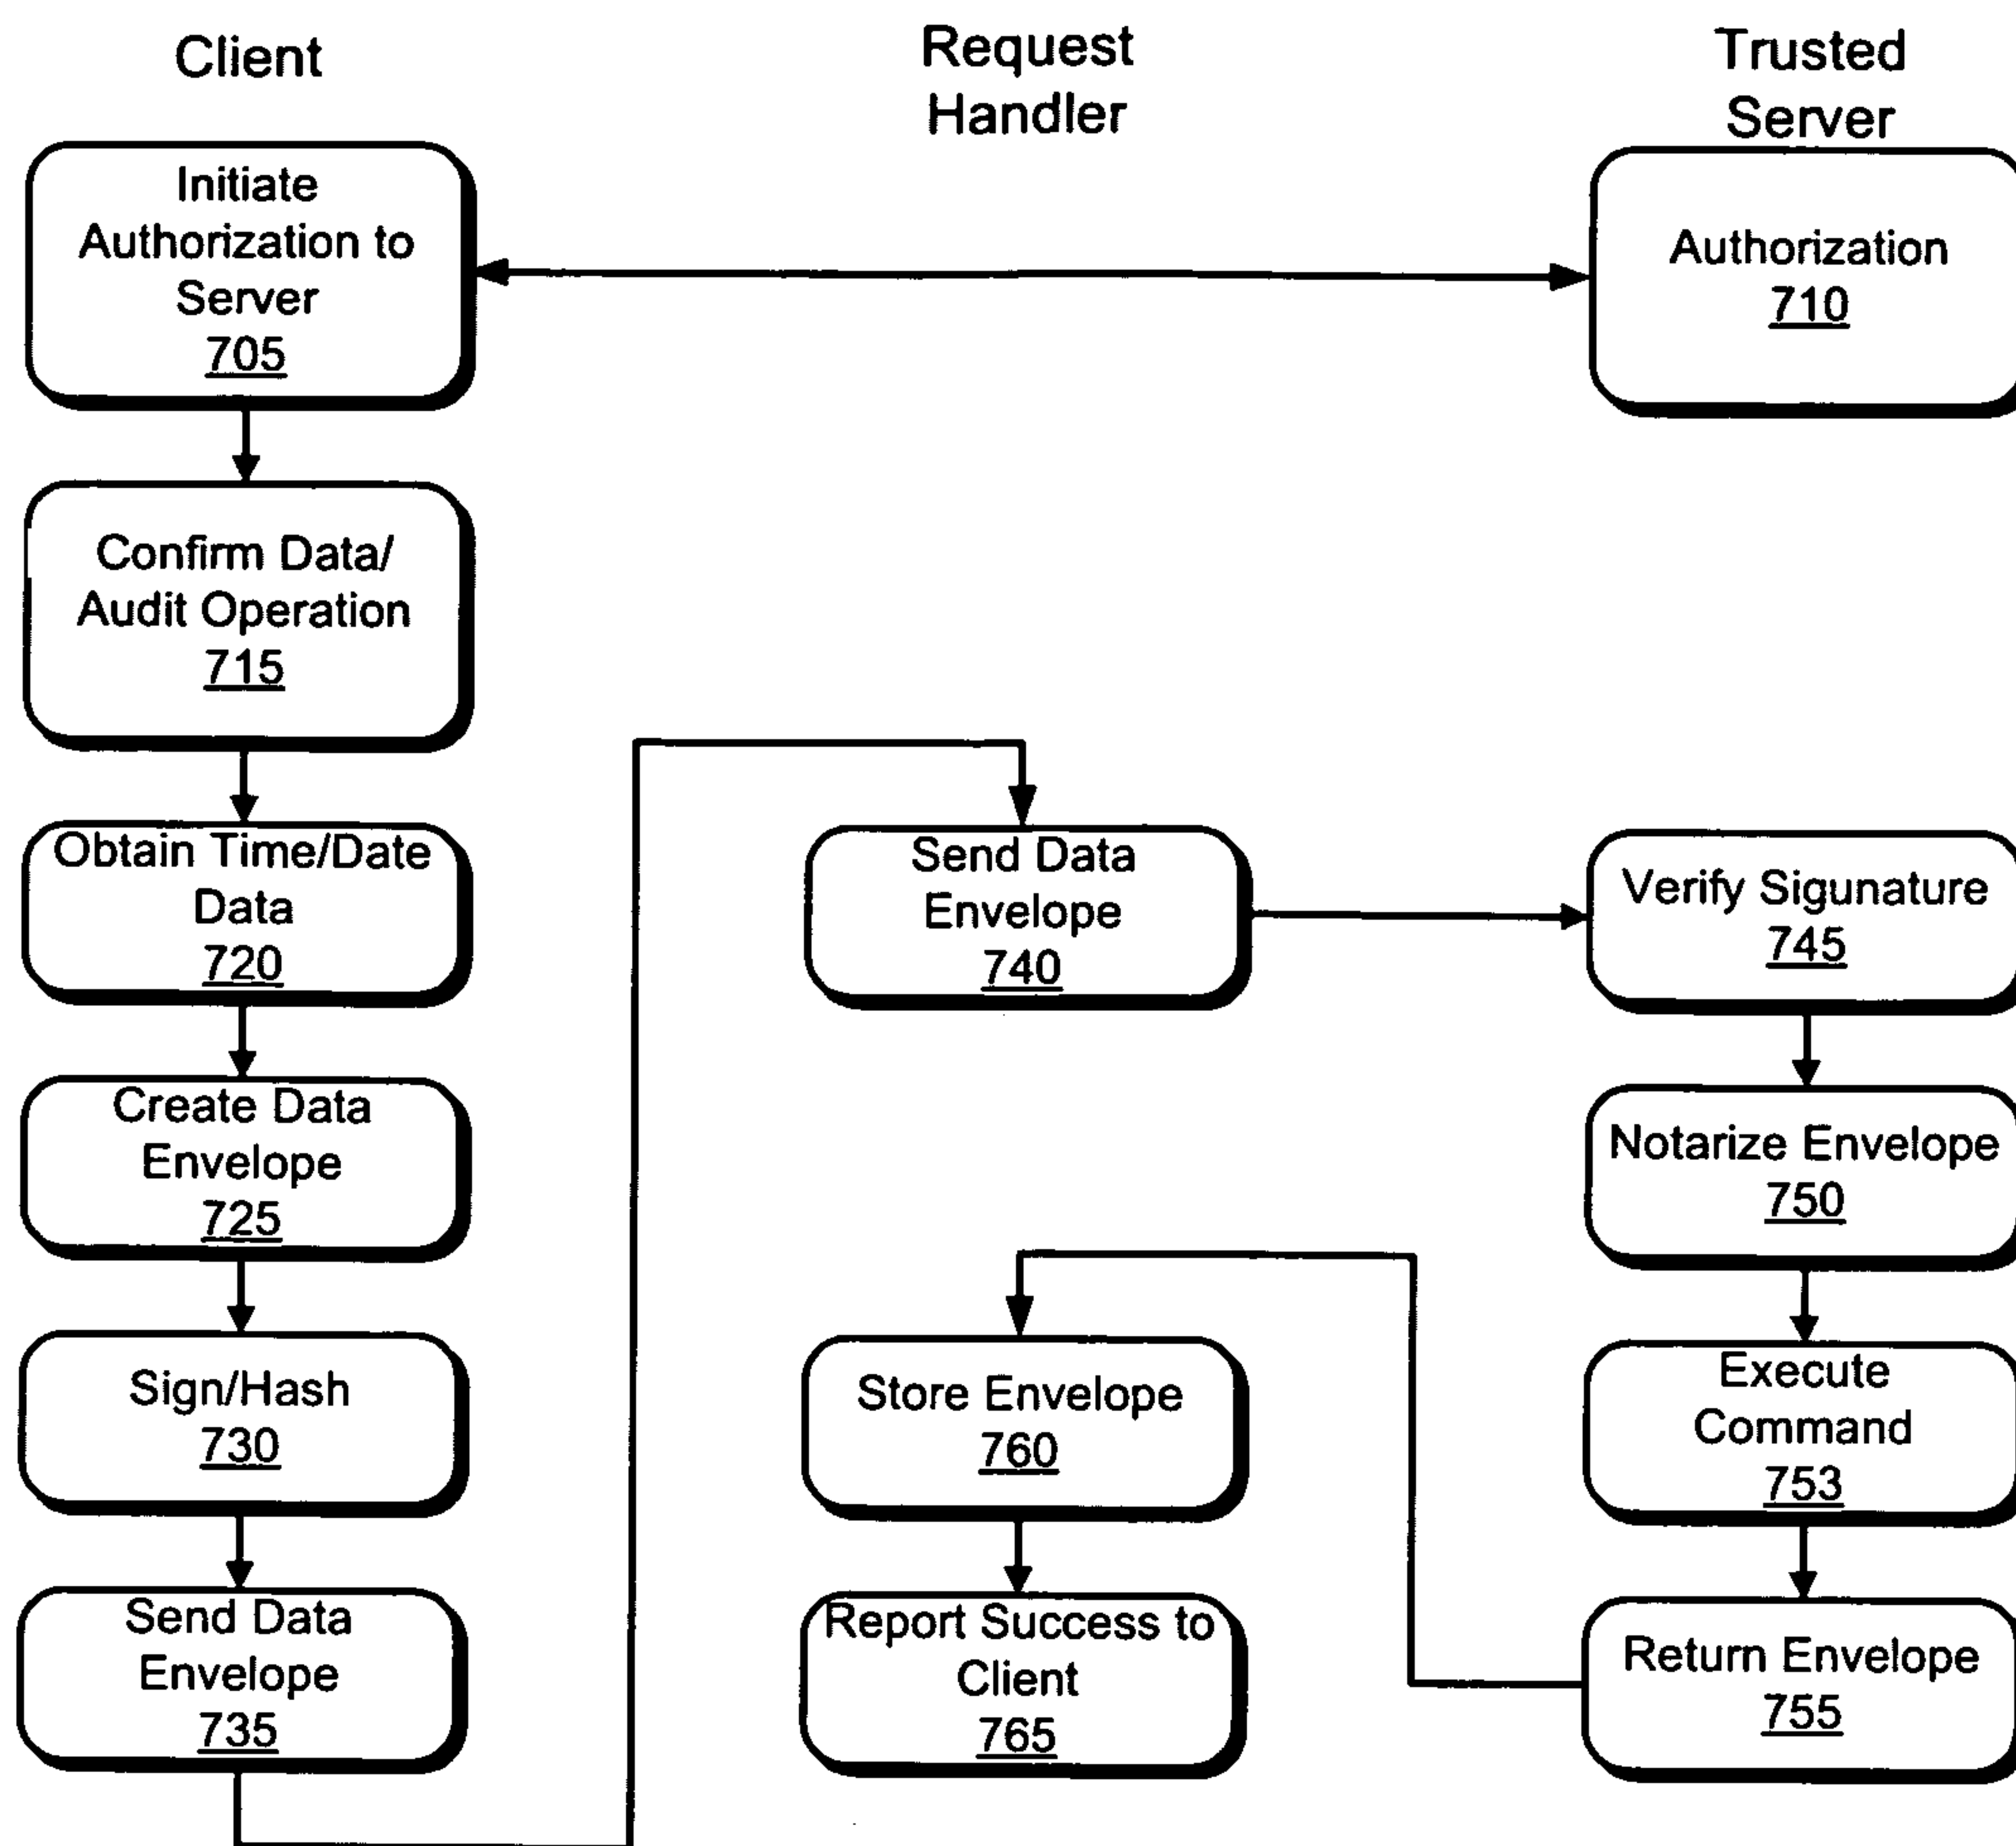 Client
Request
Handler
Trusted
Server
Initiate
Authorization to
Server
705
Authorization
710
Confirm Data/
Audit Operation
715
Obtain Time/Date
Data
720
Send Data
Envelope
740
Verify Sigunature
745
Create Data
Envelope
725
Notarize Envelope
750
Sign/Hash
730
Store Envelope
760
Execute
Command
753
Send Data
Envelope
735
Report Success to
Client
765
Return Envelope
755